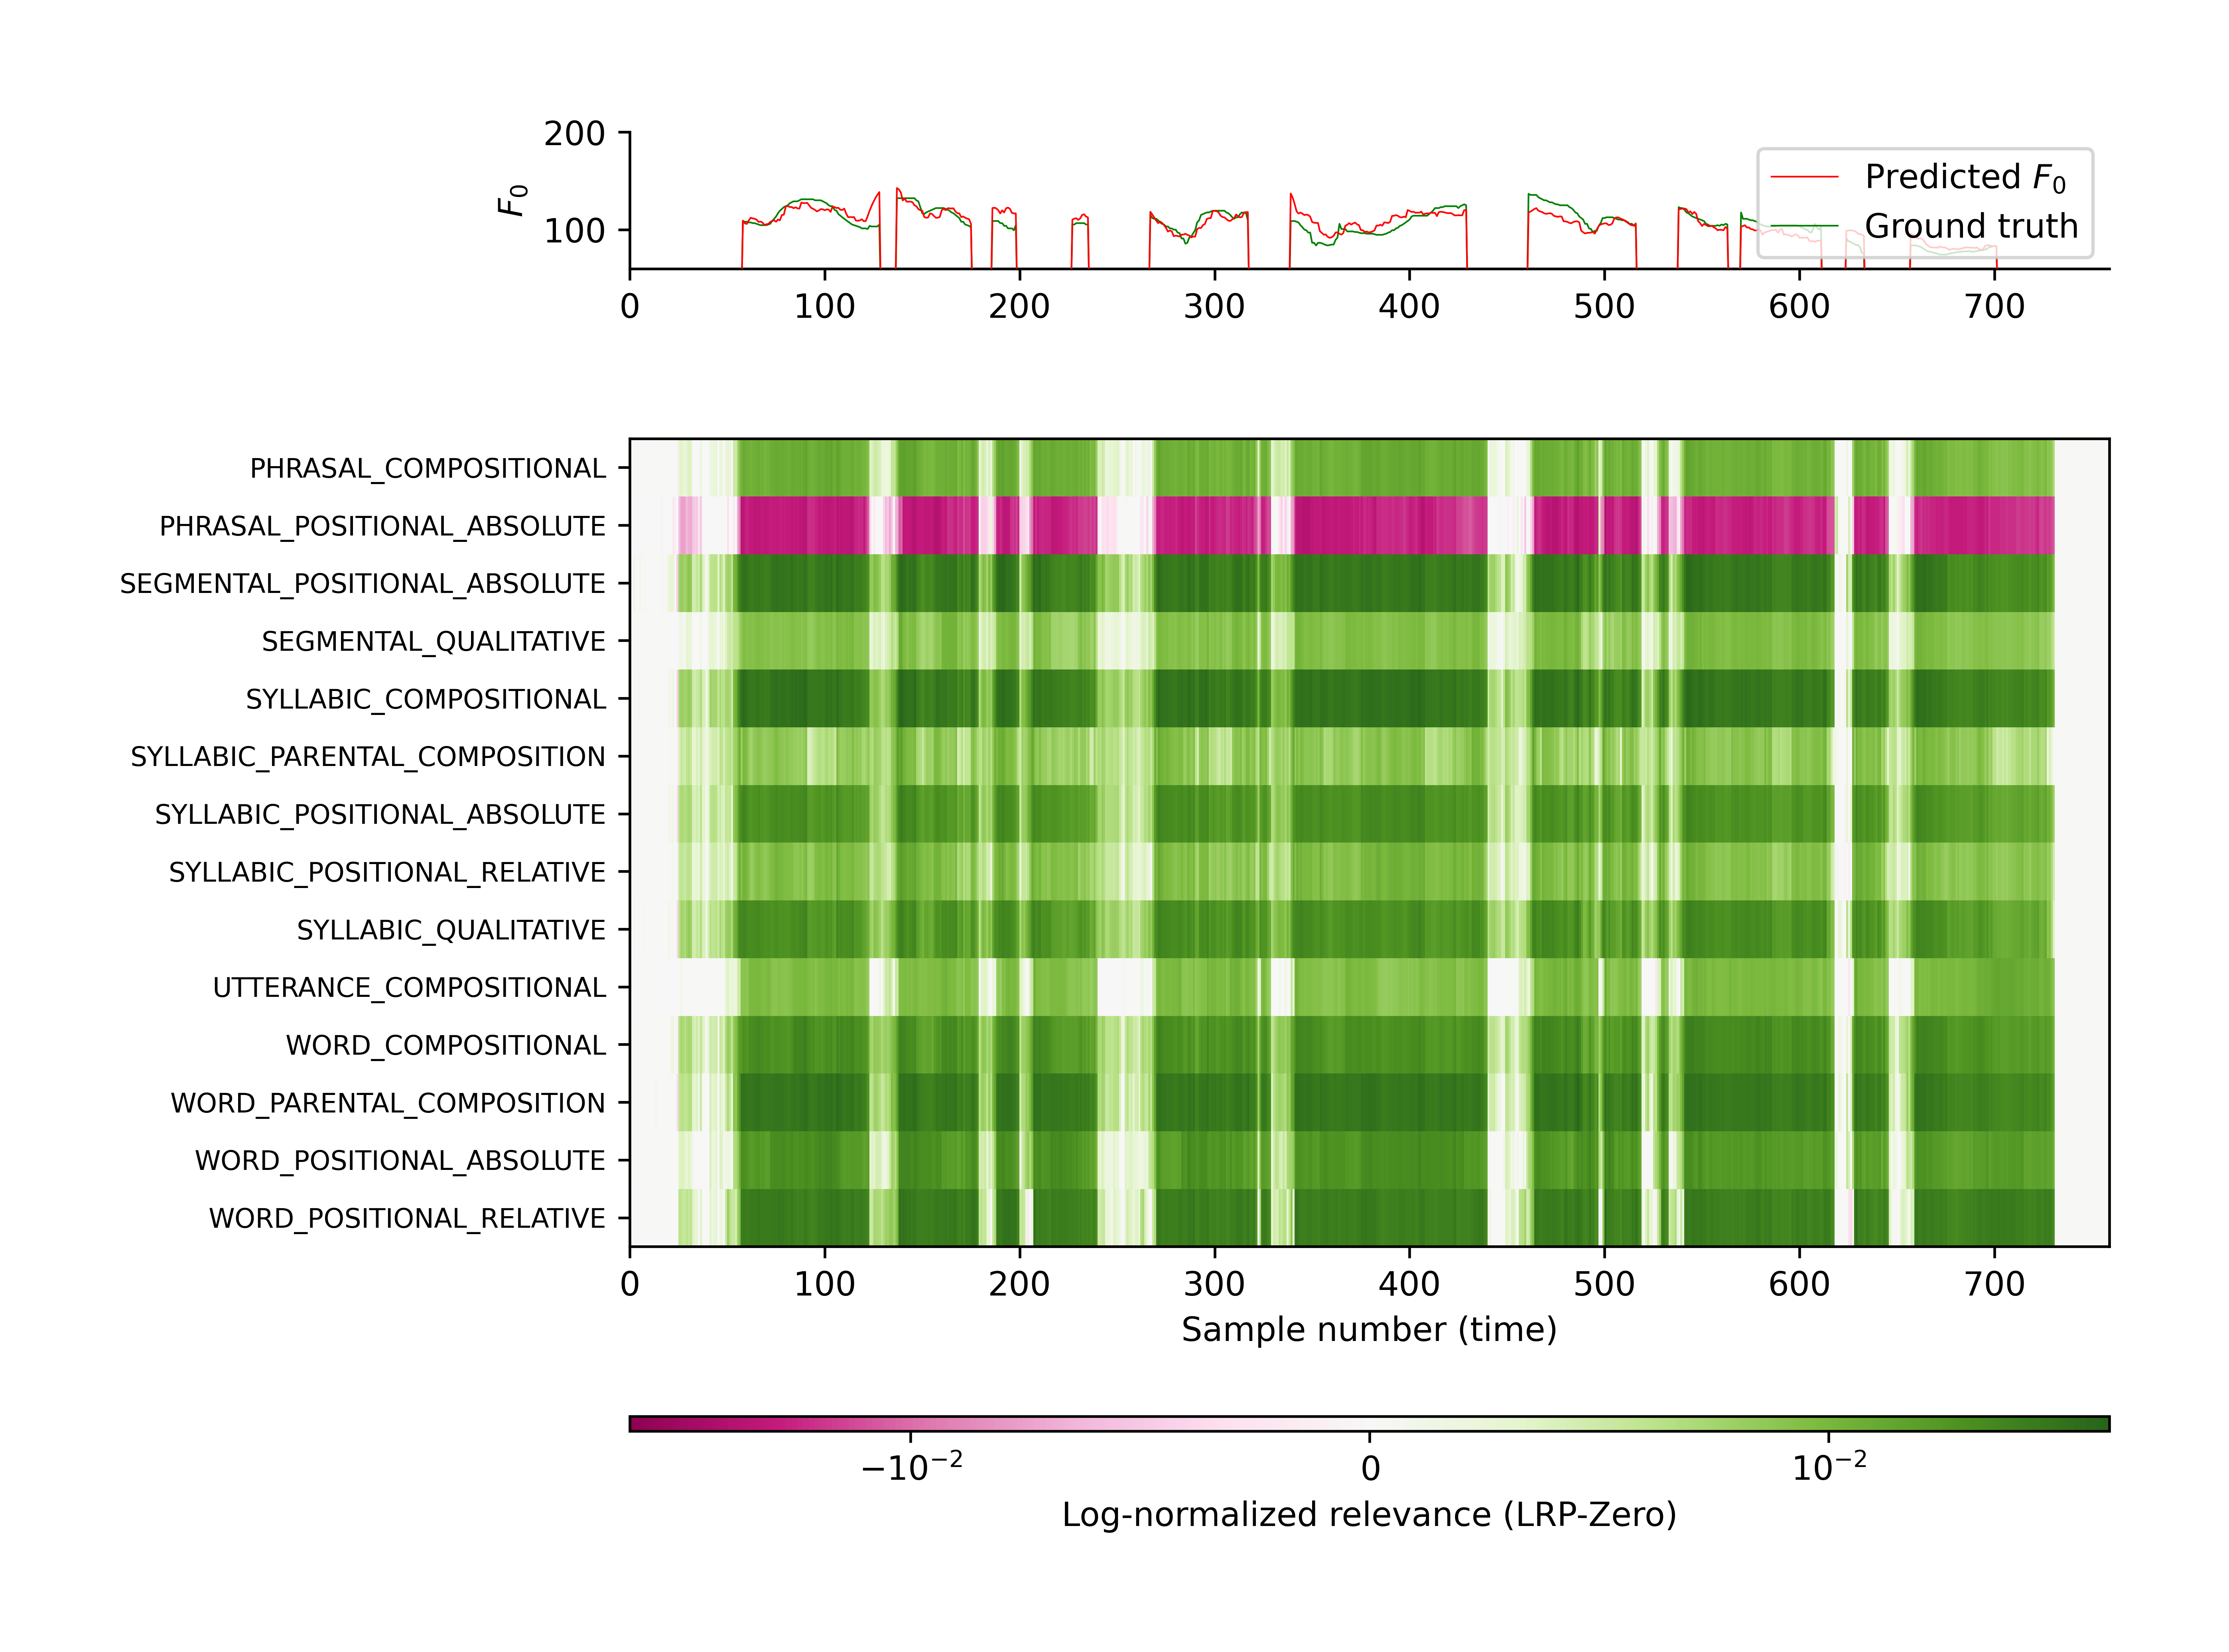 200
100
F0
Predicted F0
Ground truth
0 100 200 300 400 500 600 700
PHRASAL_COMPOSITIONAL
PHRASAL_POSITIONAL_ABSOLUTE
SEGMENTAL_POSITIONAL_ABSOLUTE
SEGMENTAL_QUALITATIVE
SYLLABIC_COMPOSITIONAL
SYLLABIC_PARENTAL_COMPOSITION
SYLLABIC_POSITIONAL_ABSOLUTE
SYLLABIC_POSITIONAL_RELATIVE
SYLLABIC_QUALITATIVE
UTTERANCE_COMPOSITIONAL
WORD_COMPOSITIONAL
WORD_PARENTAL_COMPOSITION
WORD_POSITIONAL_ABSOLUTE
WORD_POSITIONAL_RELATIVE
0 100 200 300 400 500 600 700
Sample number (time)
−10⁻² 0 10⁻²
Log-normalized relevance (LRP-Zero)